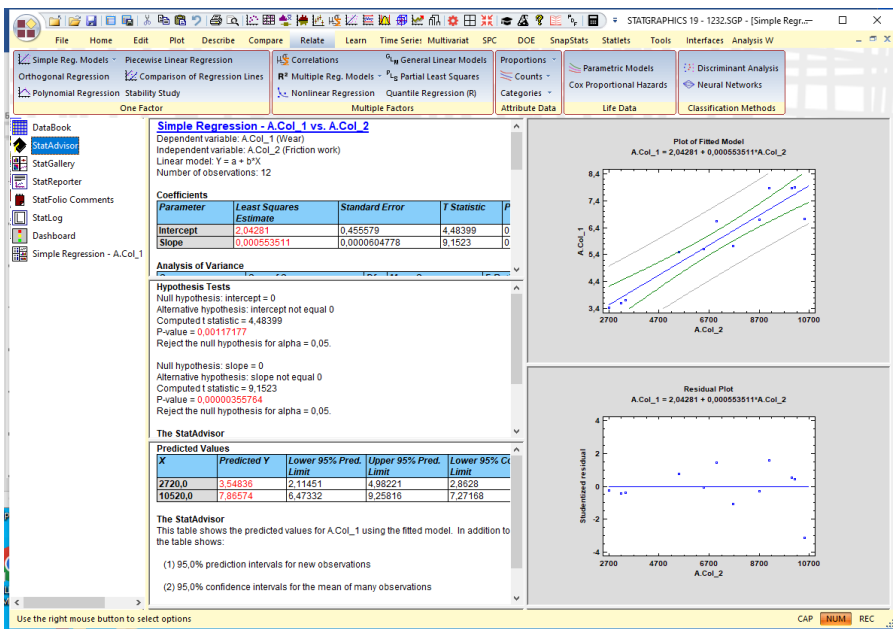 STATGRAPHICS 19 - 1232.SGP - [Simple Regr...
File Home Edit Plot Describe Compare Relate Learn Time Series Multivariat SPC DOE SnapStats Statlets Tools Interfaces Analysis W
Simple Reg. Models Piecewise Linear Regression
Orthogonal Regression Comparison of Regression Lines
Polynomial Regression Stability Study
One Factor
Correlations General Linear Models
R² Multiple Reg. Models Partial Least Squares
Nonlinear Regression Quantile Regression (R)
Multiple Factors
Proportions
Counts
Categories
Attribute Data
Parametric Models
Cox Proportional Hazards
Life Data
Discriminant Analysis
Neural Networks
Classification Methods
DataBook
StatAdvisor
StatGallery
StatReporter
StatFolio Comments
StatLog
Dashboard
Simple Regression - A.Col_1
Simple Regression - A.Col_1 vs. A.Col_2
Dependent variable: A.Col_1 (Wear)
Independent variable: A.Col_2 (Friction work)
Linear model: Y = a + b*X
Number of observations: 12
Coefficients
Parameter Least Squares Estimate Standard Error T Statistic P
Intercept 2,04281 0,455579 4,48399 0
Slope 0,000553511 0,0000604778 9,1523 0
Analysis of Variance
Hypothesis Tests
Null hypothesis: intercept = 0
Alternative hypothesis: intercept not equal 0
Computed t statistic = 4,48399
P-value = 0,00117177
Reject the null hypothesis for alpha = 0,05.
Null hypothesis: slope = 0
Alternative hypothesis: slope not equal 0
Computed t statistic = 9,1523
P-value = 0,00000355764
Reject the null hypothesis for alpha = 0,05.
The StatAdvisor
Predicted Values
X Predicted Y Lower 95% Pred. Limit Upper 95% Pred. Limit Lower 95% Co Limit
2720,0 3,54836 2,11451 4,98221 2,8628
10520,0 7,86574 6,47332 9,25816 7,27168
The StatAdvisor
This table shows the predicted values for A.Col_1 using the fitted model. In addition to
the table shows:
(1) 95,0% prediction intervals for new observations
(2) 95,0% confidence intervals for the mean of many observations
Plot of Fitted Model
A.Col_1 = 2,04281 + 0,000553511*A.Col_2
A.Col_1
8,4
7,4
6,4
5,4
4,4
3,4
2700 4700 6700 8700 10700
A.Col_2
Residual Plot
A.Col_1 = 2,04281 + 0,000553511*A.Col_2
Studentized residual
4
2
0
-2
-4
2700 4700 6700 8700 10700
A.Col_2
Use the right mouse button to select options
CAP NUM REC